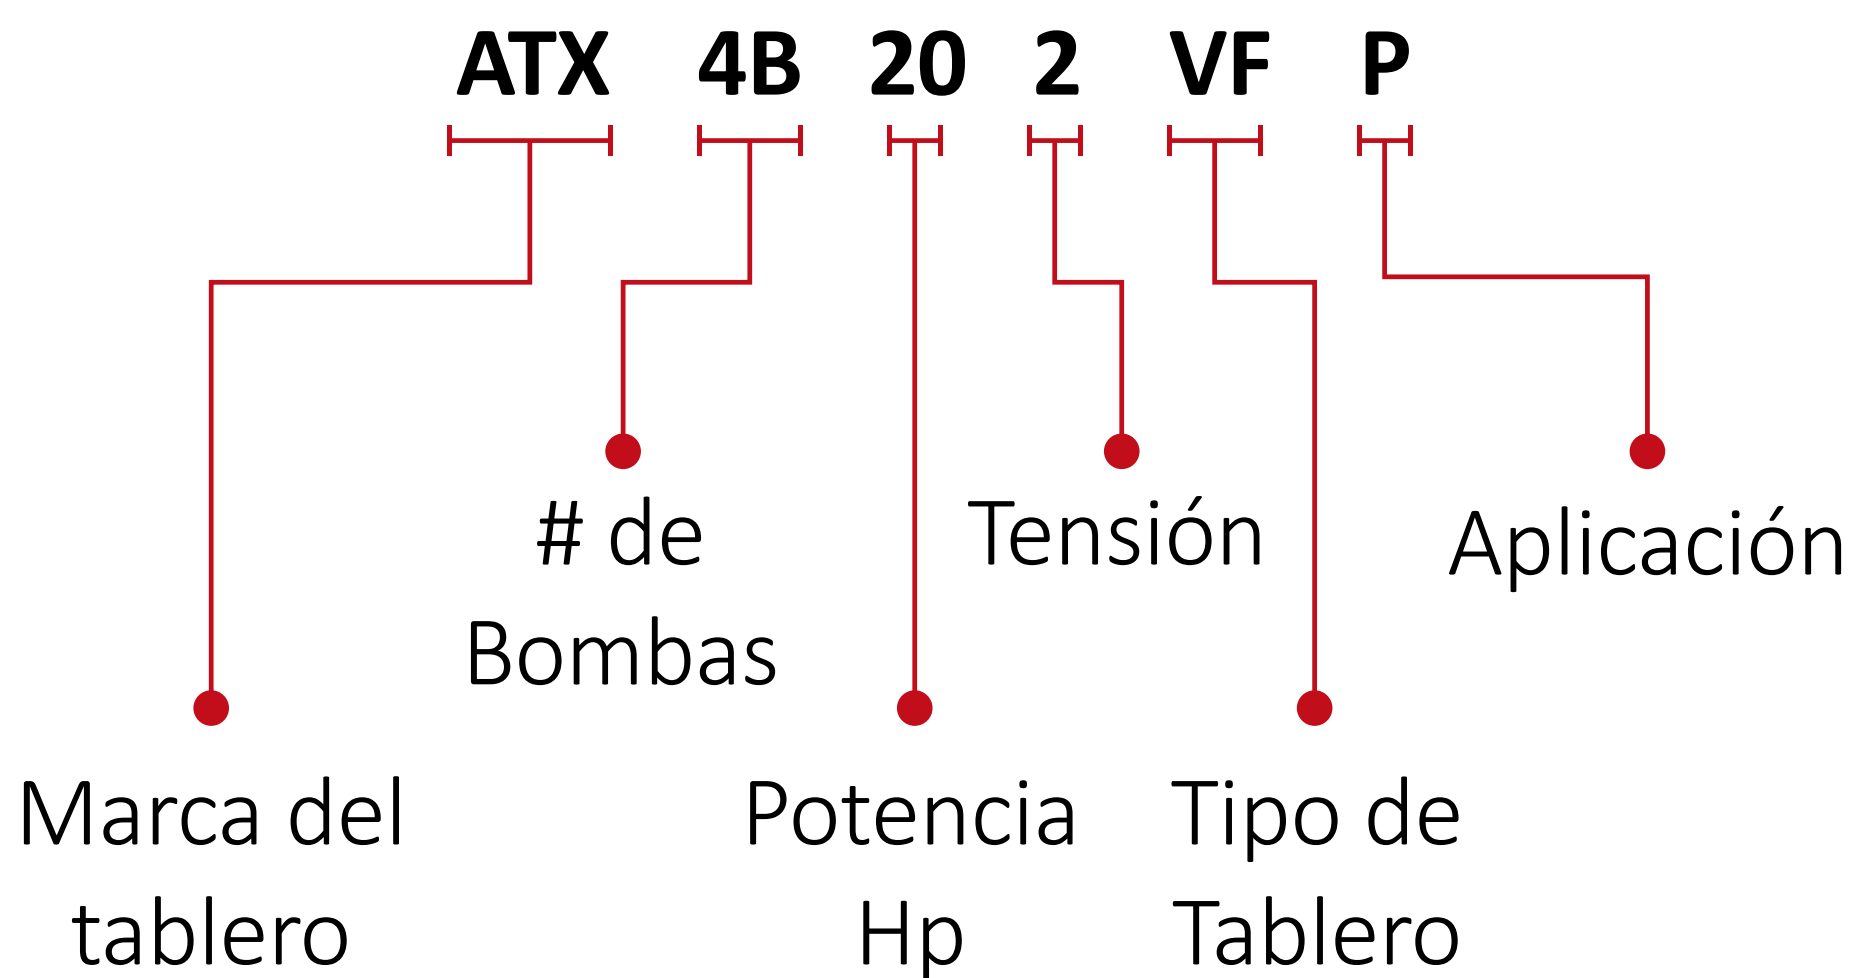 ATX 4B 20 2 VF P
# de
Bombas
Tensión
Aplicación
Marca del
tablero
Potencia
Hp
Tipo de
Tablero